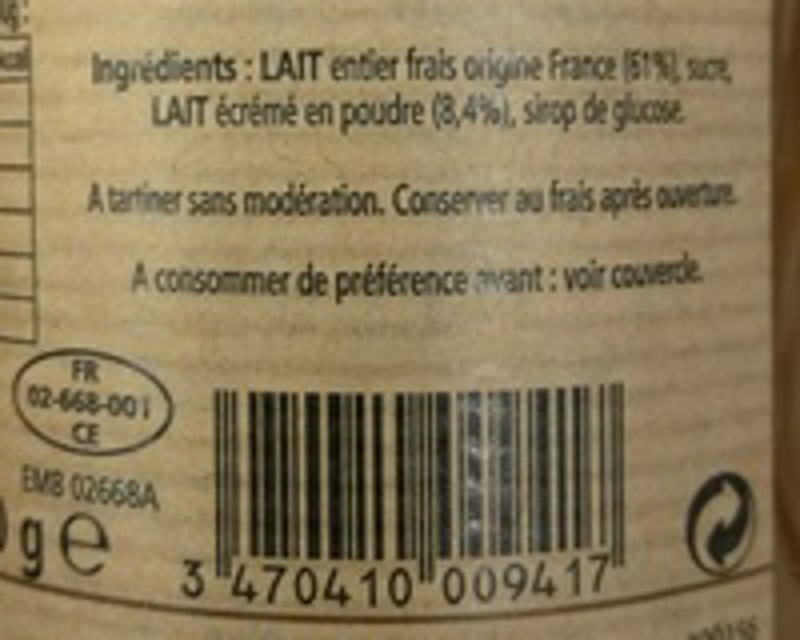 Ingrédients : LAIT entier frais origine France (61%), sucre,
LAIT écrémé en poudre (8,4%), sirop de glucose.
A tartiner sans modération. Conserver au frais après ouverture.
A consommer de préférence avant : voir couvercle.
FR
02-668-001
CE
EMB 02668A
g e
3 470410 009417